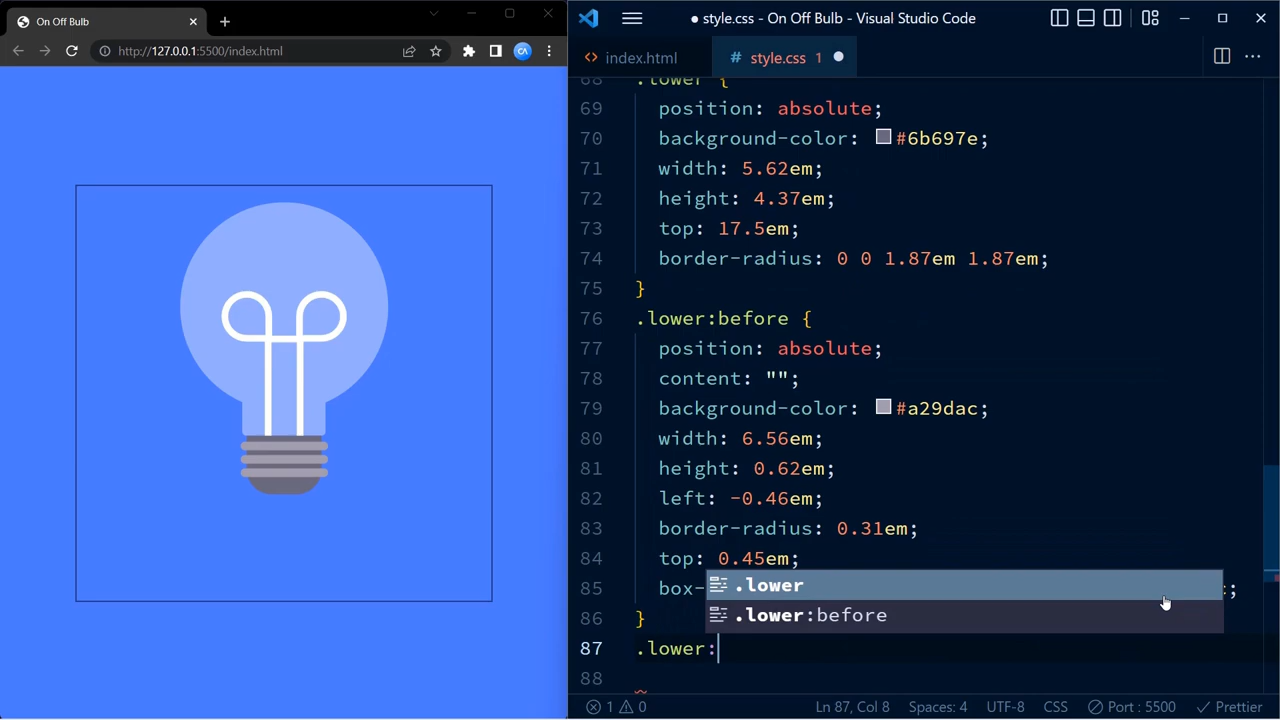 On Off Bulb
style.css - On Off Bulb - Visual Studio Code
http://127.0.0.1:5500/index.html
index.html
# style.css 1
68 .lower {
69 position: absolute;
70 background-color: #6b697e;
71 width: 5.62em;
72 height: 4.37em;
73 top: 17.5em;
74 border-radius: 0 0 1.87em 1.87em;
75 }
76 .lower:before {
77 position: absolute;
78 content: "";
79 background-color: #a29dac;
80 width: 6.56em;
81 height: 0.62em;
82 left: -0.46em;
83 border-radius: 0.31em;
84 top: 0.45em;
85 box- ;
.lower
.lower:before
86 }
87 .lower:
88
1 0 Ln 87, Col 8 Spaces: 4 UTF-8 CSS Port : 5500 Prettier